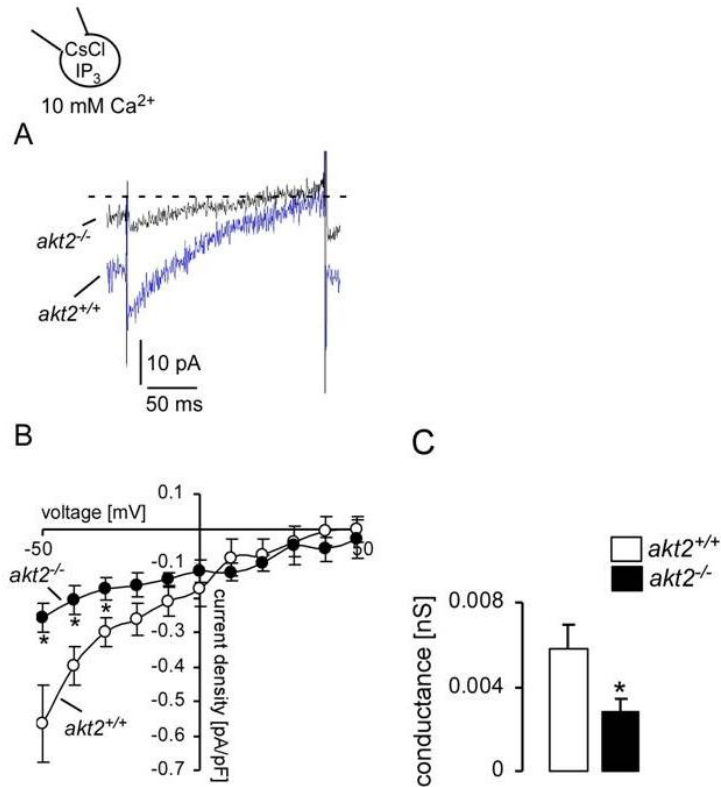 CsCl
IP₃
10 mM Ca²⁺
A
akt2⁻/⁻
akt2⁺/⁺
10 pA
50 ms
B
0.1
voltage [mV]
-50
50
akt2⁻/⁻
-0.1
*
*
*
-0.3
-0.4
-0.5
-0.6
-0.7
akt2⁺/⁺
current density [pA/pF]
C
akt2⁺/⁺
akt2⁻/⁻
conductance [nS]
0.008
0.004
0
*